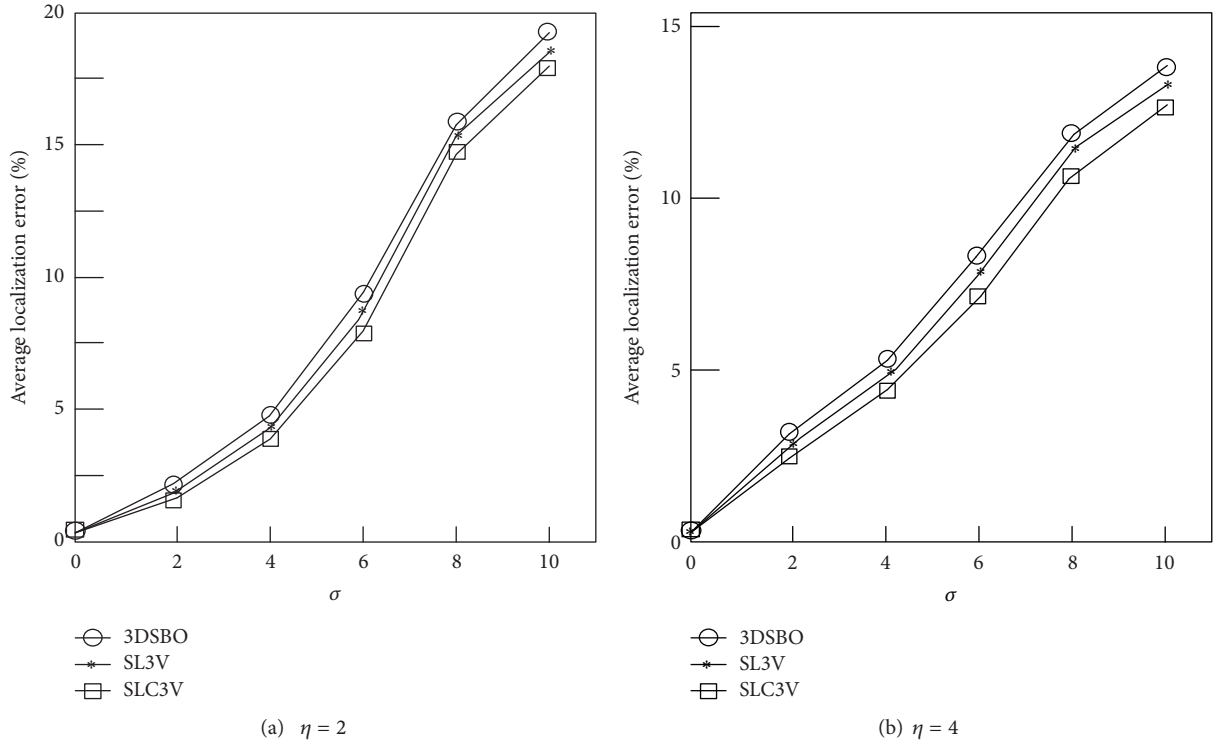 20
15
10
5
0
Average localization error (%)
0 2 4 6 8 10
σ
3DSBO
SL3V
SLC3V
(a) η = 2
15
10
5
0
Average localization error (%)
0 2 4 6 8 10
σ
3DSBO
SL3V
SLC3V
(b) η = 4